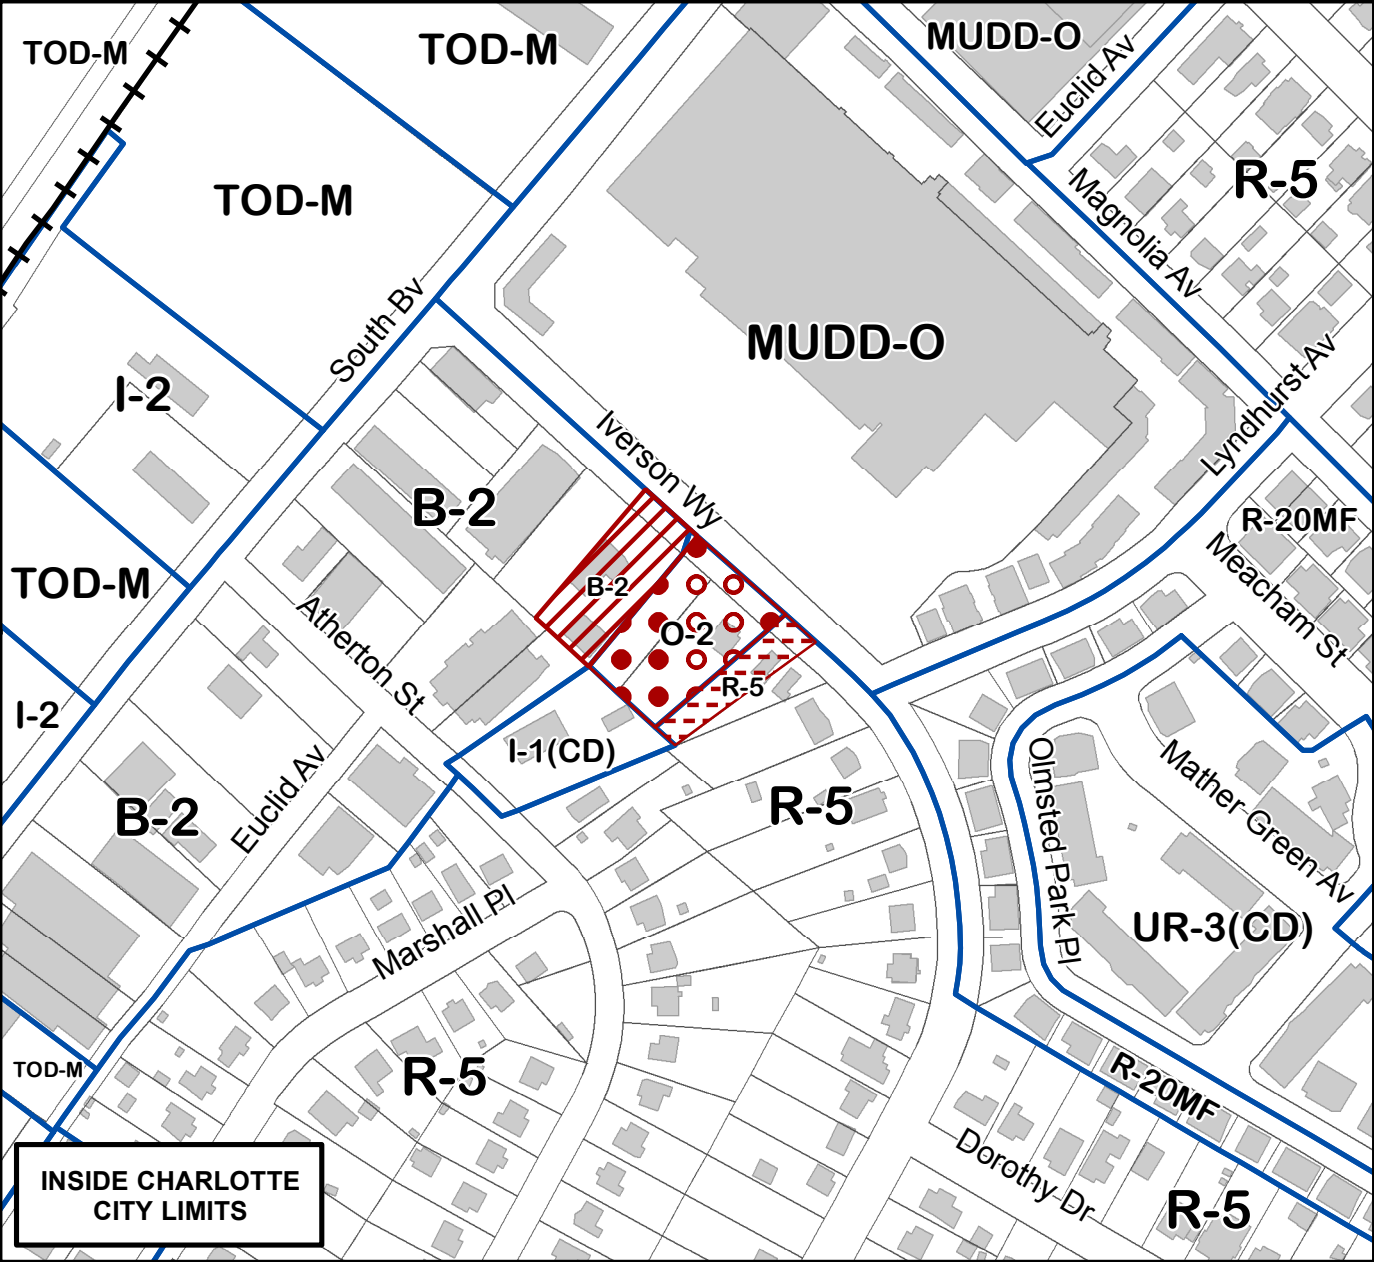 TOD-M
TOD-M
MUDD-O
Euclid Av
R-5
TOD-M
Magnolia Av
South Bv
MUDD-O
I-2
Lyndhurst Av
Iverson Wy
B-2
R-20MF
Meacham St
TOD-M
B-2
Atherton St
O-2
R-5
I-2
I-1(CD)
Olmsted Park Pl
Mather Green Av
Euclid Av
B-2
R-5
Marshall Pl
UR-3(CD)
TOD-M
R-5
R-20MF
Dorothy Dr
R-5
INSIDE CHARLOTTE
CITY LIMITS